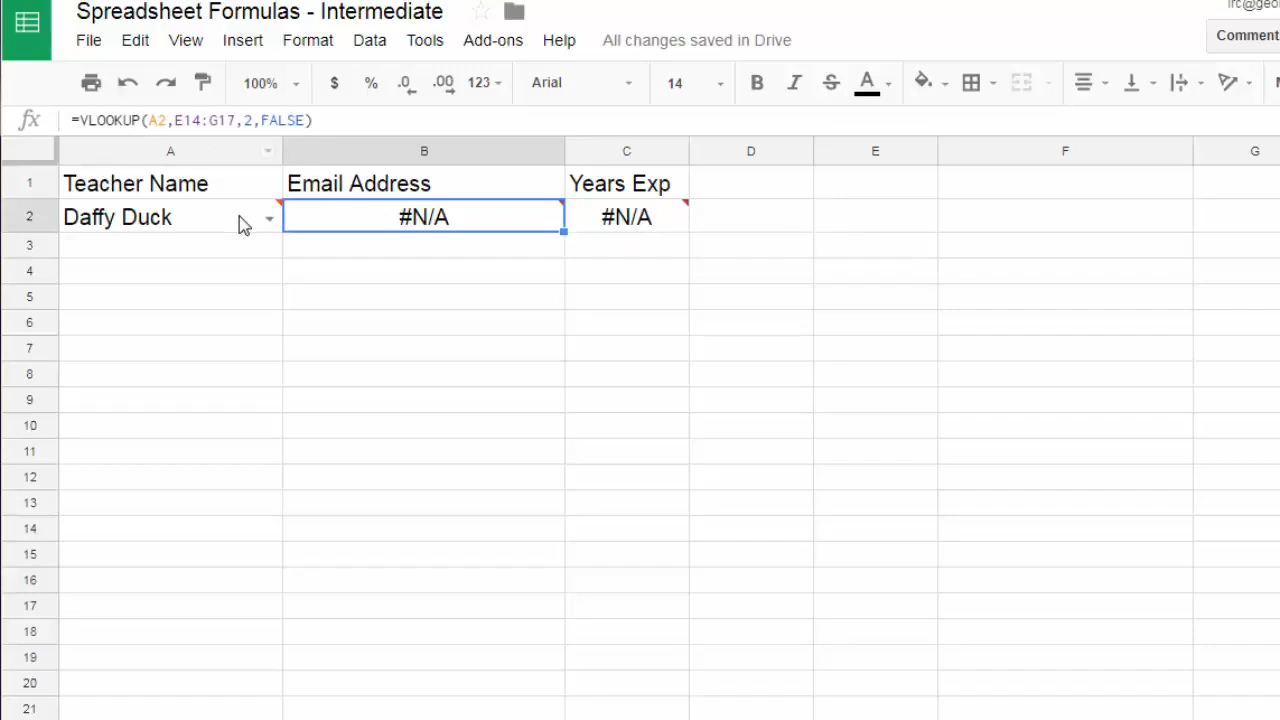 Spreadsheet Formulas - Intermediate
File Edit View Insert Format Data Tools Add-ons Help All changes saved in Drive
Comment
$ % .0 .00 123
100%
Arial
14
B I S A
fx =VLOOKUP(A2,E14:G17,2,FALSE)
A B C D E F G
1 Teacher Name Email Address Years Exp
2 Daffy Duck #N/A #N/A
3
4
5
6
7
8
9
10
11
12
13
14
15
16
17
18
19
20
21